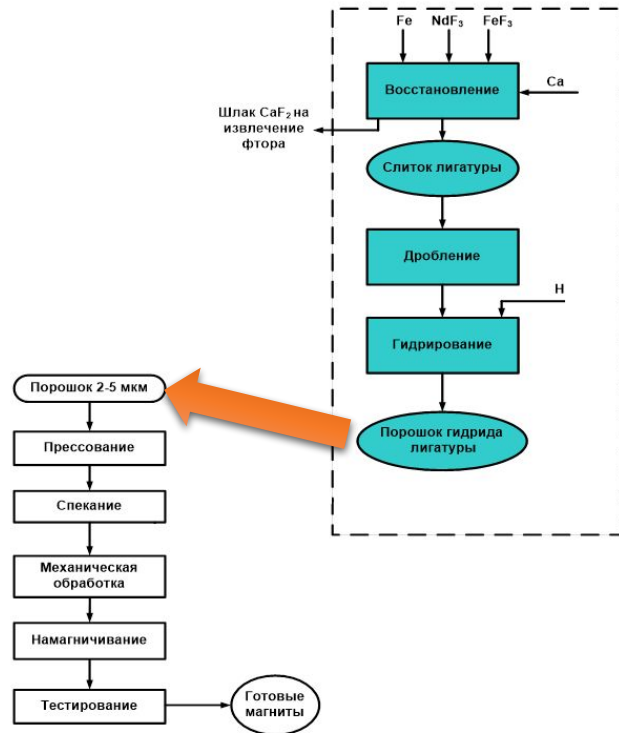 Fe
NdF₃
FeF₃
Восстановление
Ca
Шлак CaF₂ на
извлечение
фтора
Слиток лигатуры
Дробление
H
Гидрирование
Порошок гидрида
лигатуры
Порошок 2-5 мкм
Прессование
Спекание
Механическая
обработка
Намагничивание
Тестирование
Готовые
магниты